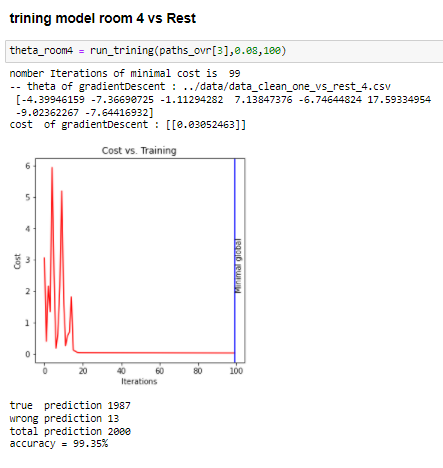 trining model room 4 vs Rest
theta_room4 = run_trining(paths_ovr[3],0.08,100)
nomber Iterations of minimal cost is  99
-- theta of gradientDescent : ../data/data_clean_one_vs_rest_4.csv
[-4.39946159 -7.36690725 -1.11294282  7.13847376 -6.74644824 17.59334954
-9.02362267 -7.64416932]
cost  of gradientDescent : [[0.03052463]]
Cost vs. Training
6
5
4
3
2
1
0
Cost
Minimal global
0 20 40 60 80 100
Iterations
true  prediction 1987
wrong prediction 13
total prediction 2000
accuracy = 99.35%